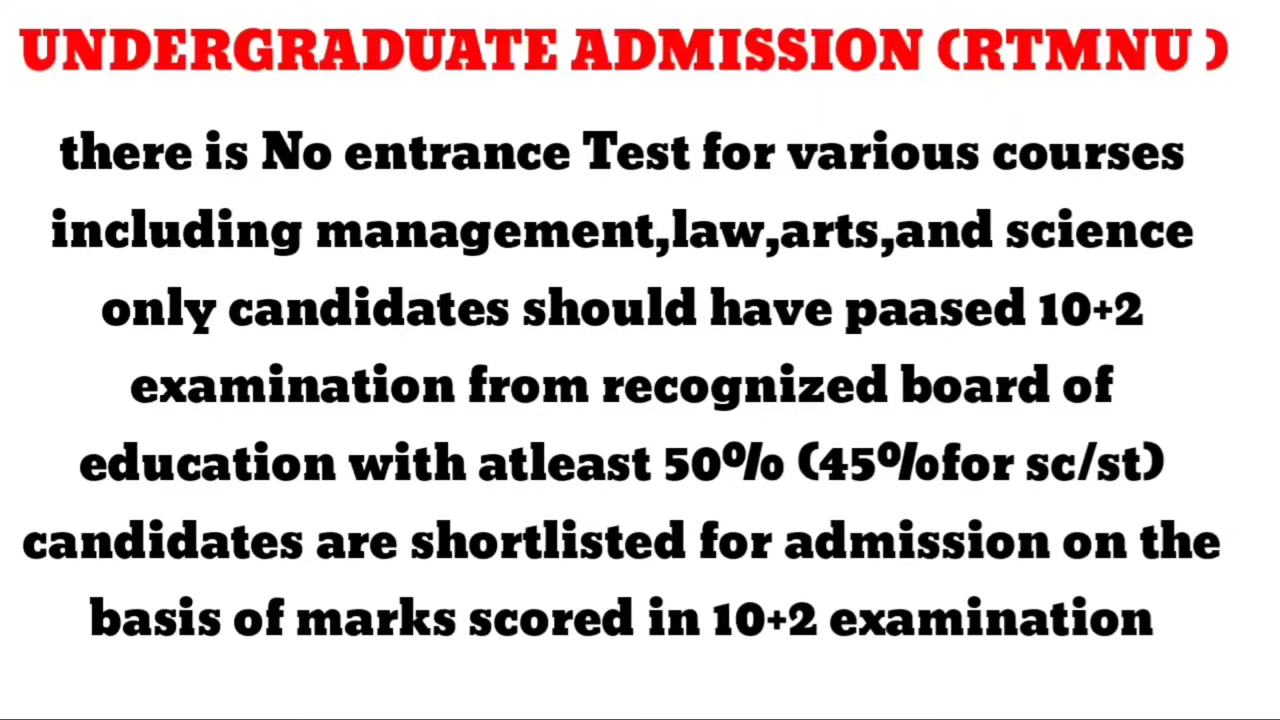 UNDERGRADUATE ADMISSION (RTMNU )
there is No entrance Test for various courses
including management,law,arts,and science
only candidates should have paased 10+2
examination from recognized board of
education with atleast 50% (45%for sc/st)
candidates are shortlisted for admission on the
basis of marks scored in 10+2 examination